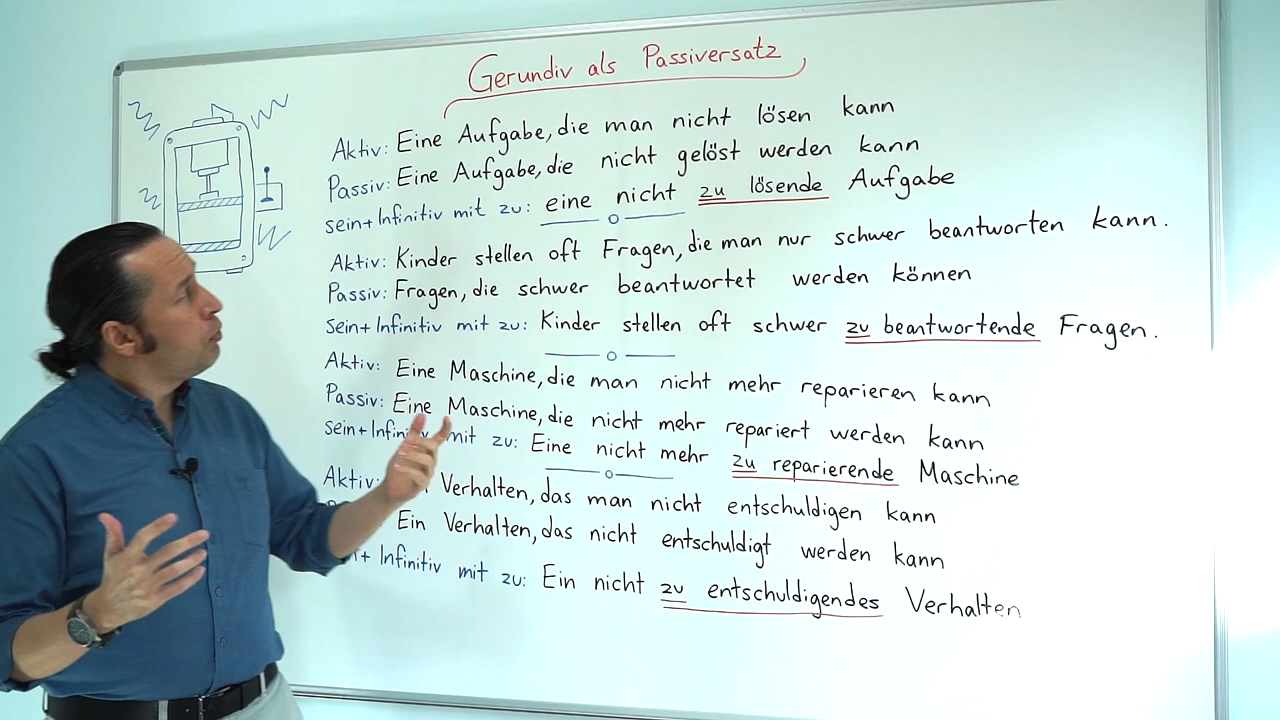 Gerundiv als Passiversatz
Aktiv: Eine Aufgabe, die man nicht lösen kann
Passiv: Eine Aufgabe, die nicht gelöst werden kann
sein + Infinitiv mit zu: eine nicht zu lösende Aufgabe
Aktiv: Kinder stellen oft Fragen, die man nur schwer beantworten kann.
Passiv: Fragen, die schwer beantwortet werden können
sein + Infinitiv mit zu: Kinder stellen oft schwer zu beantwortende Fragen.
Aktiv: Eine Maschine, die man nicht mehr reparieren kann
Passiv: Eine Maschine, die nicht mehr repariert werden kann
sein + mit zu: Eine nicht mehr zu reparierende Maschine
Aktiv: Verhalten, das man nicht entschuldigen kann
Ein Verhalten, das nicht entschuldigt werden kann
+ Infinitiv mit zu: Ein nicht zu entschuldigendes Verhalten